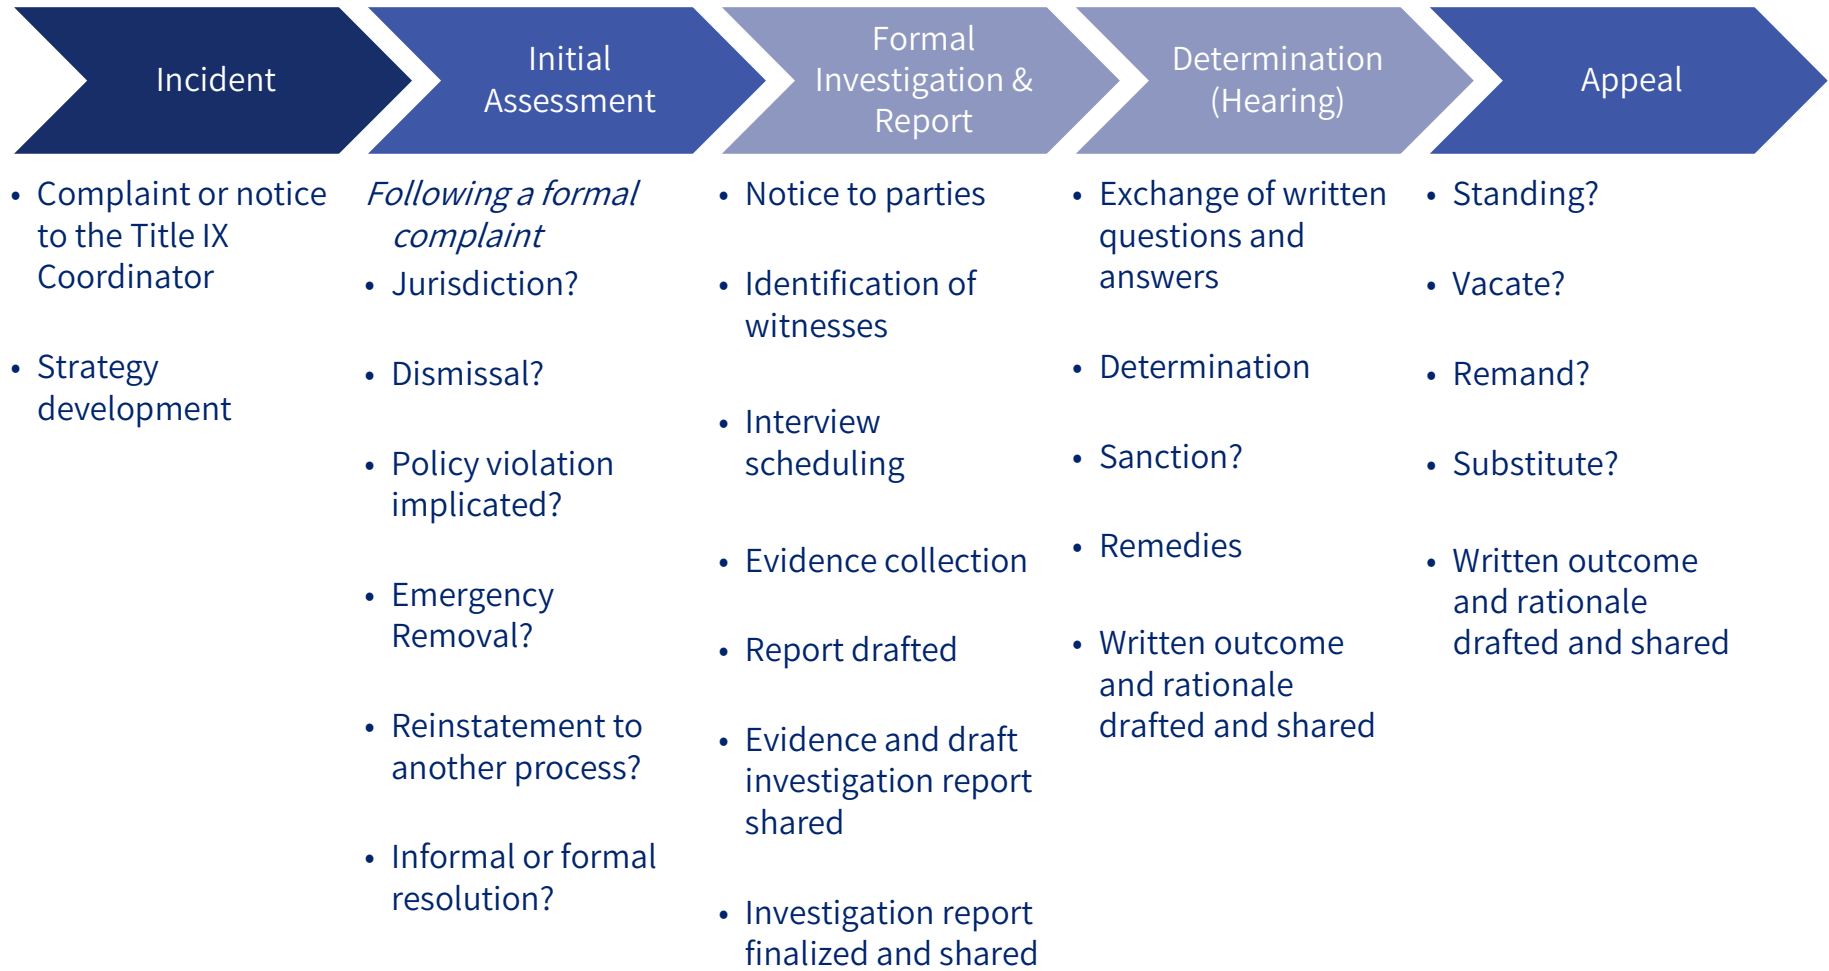 Incident
Initial
Assessment
Formal
Investigation &
Report
Determination
(Hearing)
Appeal
• Complaint or notice
to the Title IX
Coordinator
• Strategy
development
Following a formal
complaint
• Jurisdiction?
• Dismissal?
• Policy violation
implicated?
• Emergency
Removal?
• Reinstatement to
another process?
• Informal or formal
resolution?
• Notice to parties
• Identification of
witnesses
• Interview
scheduling
• Evidence collection
• Report drafted
• Evidence and draft
investigation report
shared
• Investigation report
finalized and shared
• Exchange of written
questions and
answers
• Determination
• Sanction?
• Remedies
• Written outcome
and rationale
drafted and shared
• Standing?
• Vacate?
• Remand?
• Substitute?
• Written outcome
and rationale
drafted and shared